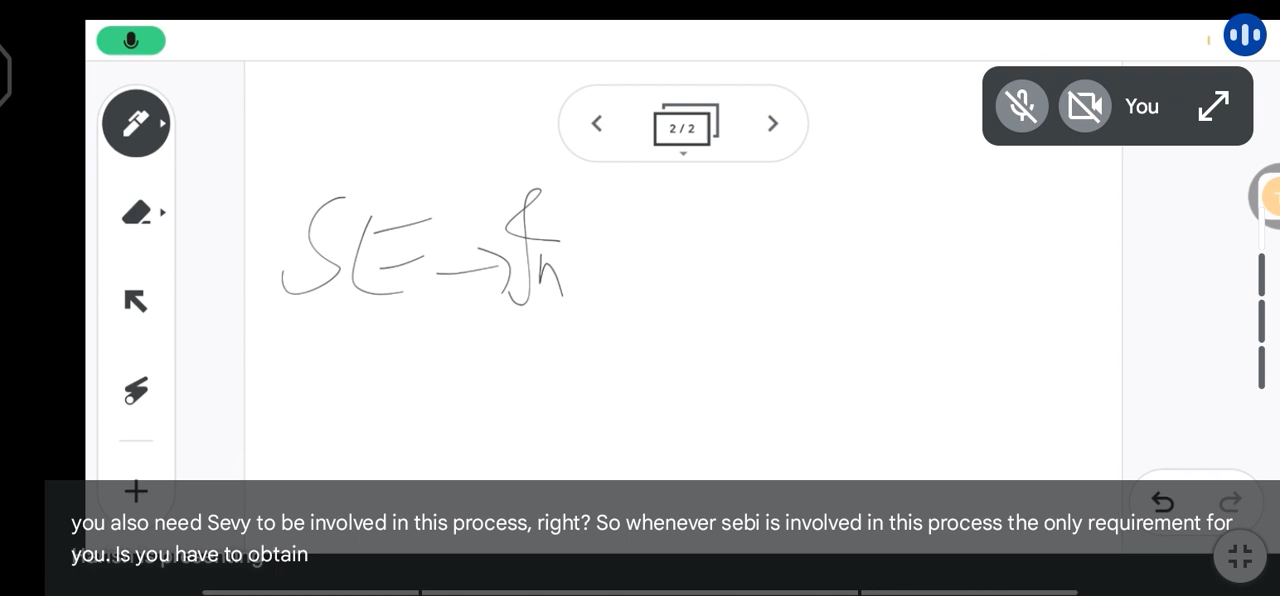 You
2 / 2
SE →
you also need Sevy to be involved in this process, right? So whenever sebi is involved in this process the only requirement for
you. Is you have to obtain